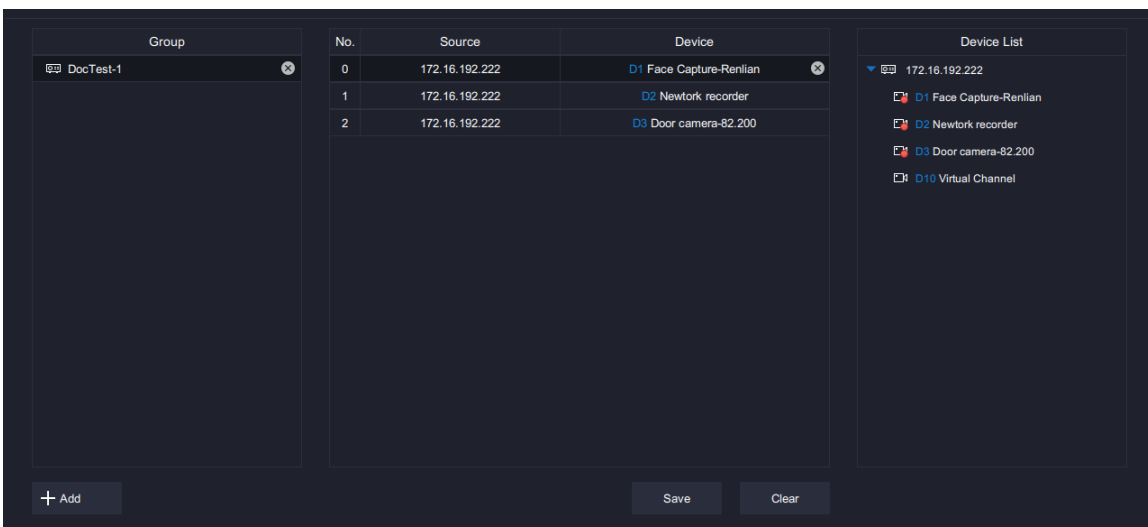 Group No. Source Device Device List
DocTest-1 0 172.16.192.222 D1 Face Capture-Renlian 172.16.192.222
1 172.16.192.222 D2 Newtork recorder D1 Face Capture-Renlian
2 172.16.192.222 D3 Door camera-82.200 D2 Newtork recorder
D3 Door camera-82.200
D10 Virtual Channel
Add Save Clear